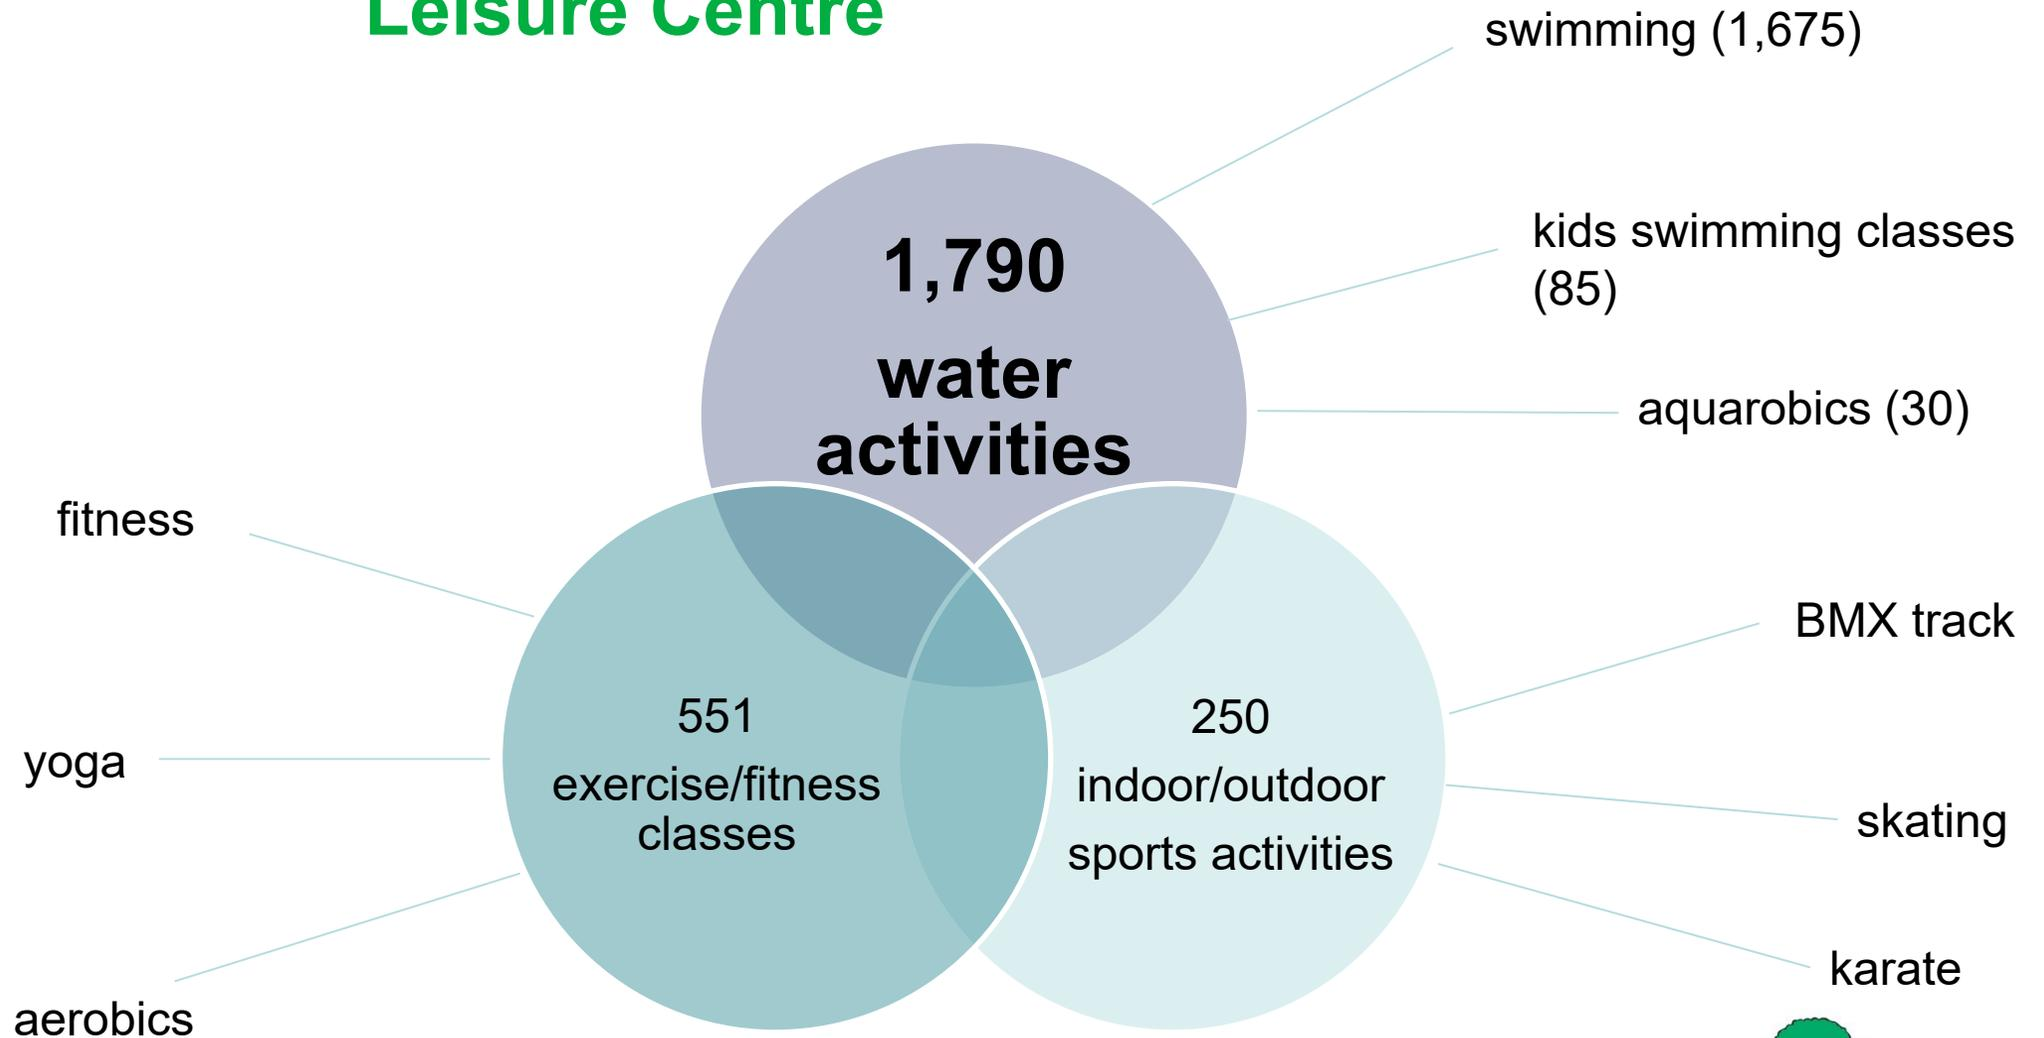 Leisure Centre
swimming (1,675)
kids swimming classes
(85)
aquarobics (30)
1,790
water
activities
fitness
yoga
aerobics
551
exercise/fitness
classes
250
indoor/outdoor
sports activities
BMX track
skating
karate